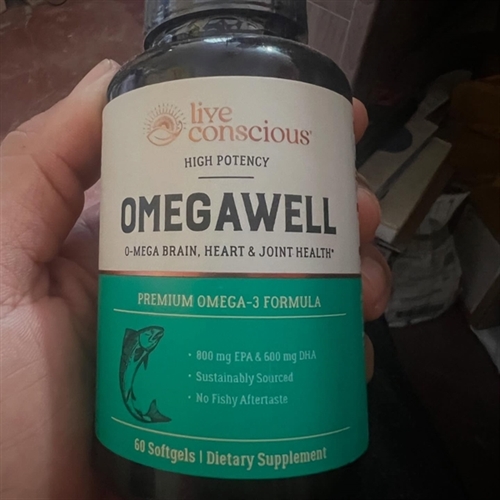 live
conscious®
HIGH POTENCY
OMEGAWELL
O-MEGA BRAIN, HEART & JOINT HEALTH*
PREMIUM OMEGA-3 FORMULA
• 800 mg EPA & 600 mg DHA
• Sustainably Sourced
• No Fishy Aftertaste
60 Softgels | Dietary Supplement